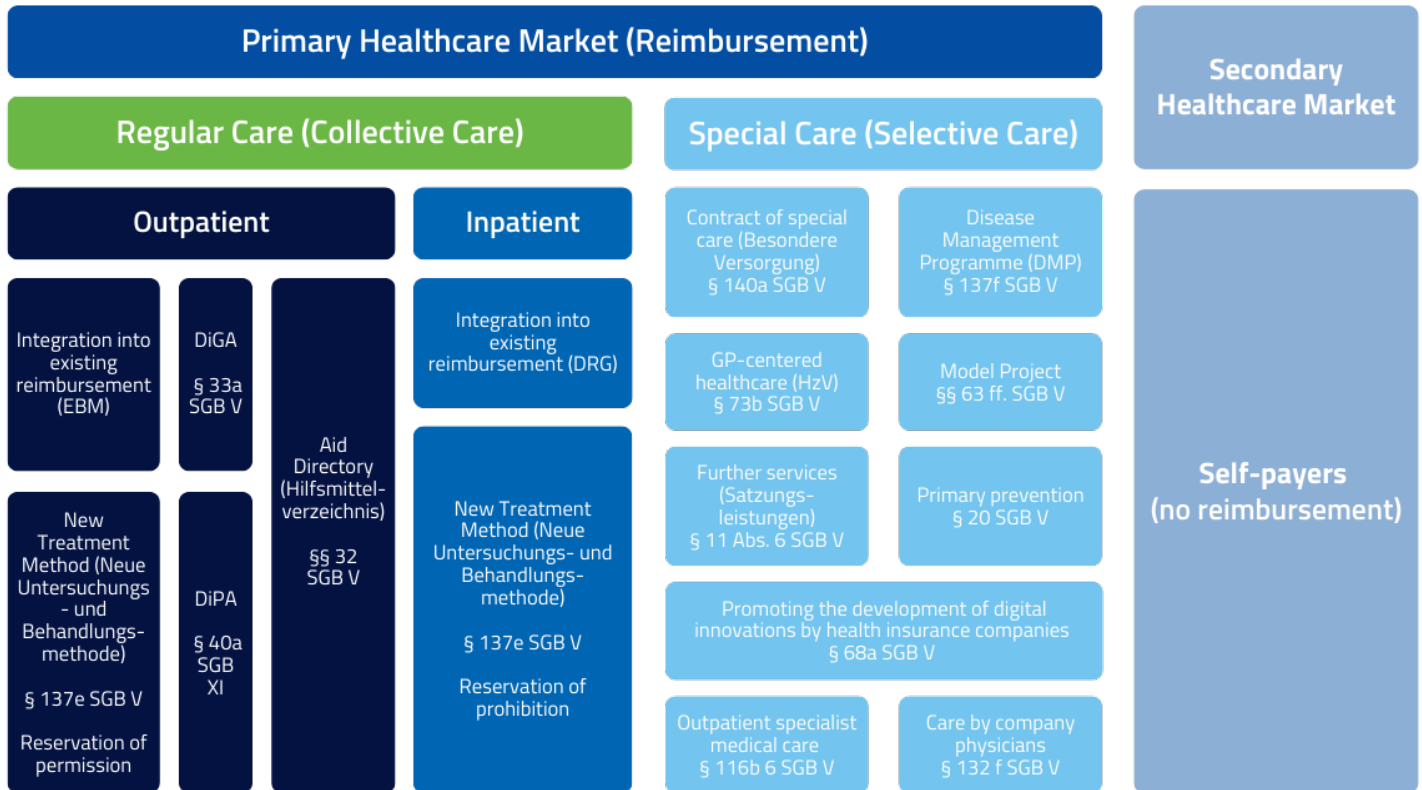 Primary Healthcare Market (Reimbursement)
Secondary
Healthcare Market
Regular Care (Collective Care)
Special Care (Selective Care)
Outpatient
Inpatient
Integration into
existing
reimbursement
(EBM)
DiGA
§ 33a
SGB V
New
Treatment
Method (Neue
Untersuchungs
- und
Behandlungs-
methode)
§ 137e SGB V
Reservation of
permission
DiPA
§ 40a
SGB
XI
Aid
Directory
(Hilfsmittel-
verzeichnis)
§§ 32
SGB V
Integration into
existing
reimbursement (DRG)
New Treatment
Method (Neue
Untersuchungs- und
Behandlungs-
methode)
§ 137e SGB V
Reservation of
prohibition
Contract of special
care (Besondere
Versorgung)
§ 140a SGB V
Disease
Management
Programme (DMP)
§ 137f SGB V
GP-centered
healthcare (HzV)
§ 73b SGB V
Model Project
§§ 63 ff. SGB V
Further services
(Satzungs-
leistungen)
§ 11 Abs. 6 SGB V
Primary prevention
§ 20 SGB V
Promoting the development of digital
innovations by health insurance companies
§ 68a SGB V
Outpatient specialist
medical care
§ 116b 6 SGB V
Care by company
physicians
§ 132 f SGB V
Self-payers
(no reimbursement)